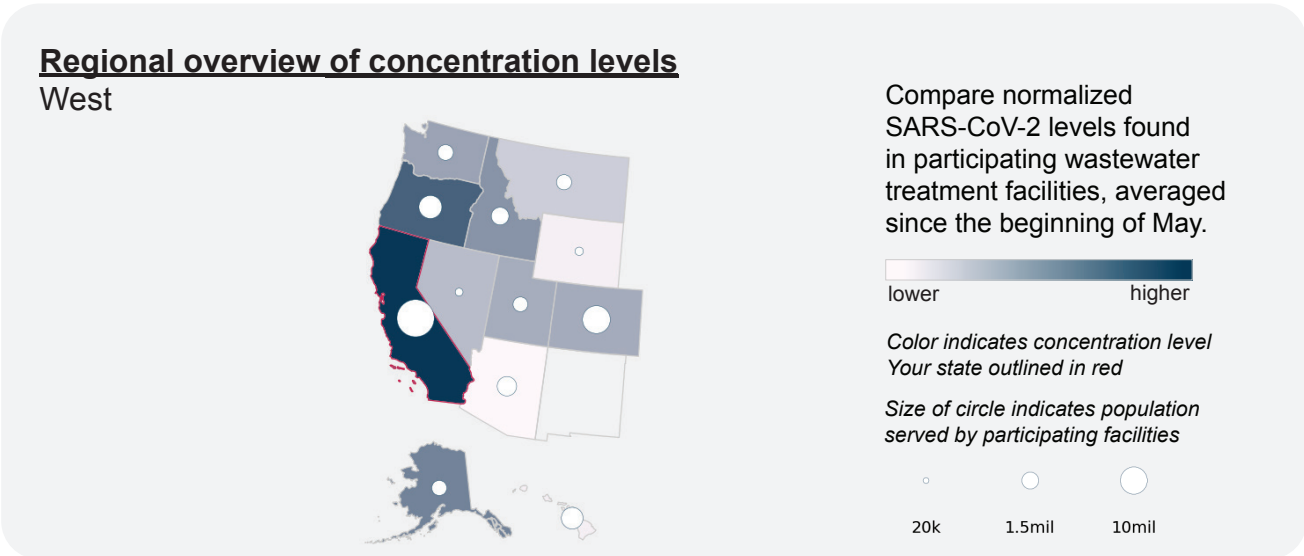 Regional overview of concentration levels
West
Compare normalized
SARS-CoV-2 levels found
in participating wastewater
treatment facilities, averaged
since the beginning of May.
lower higher
Color indicates concentration level
Your state outlined in red
Size of circle indicates population
served by participating facilities
20k 1.5mil 10mil